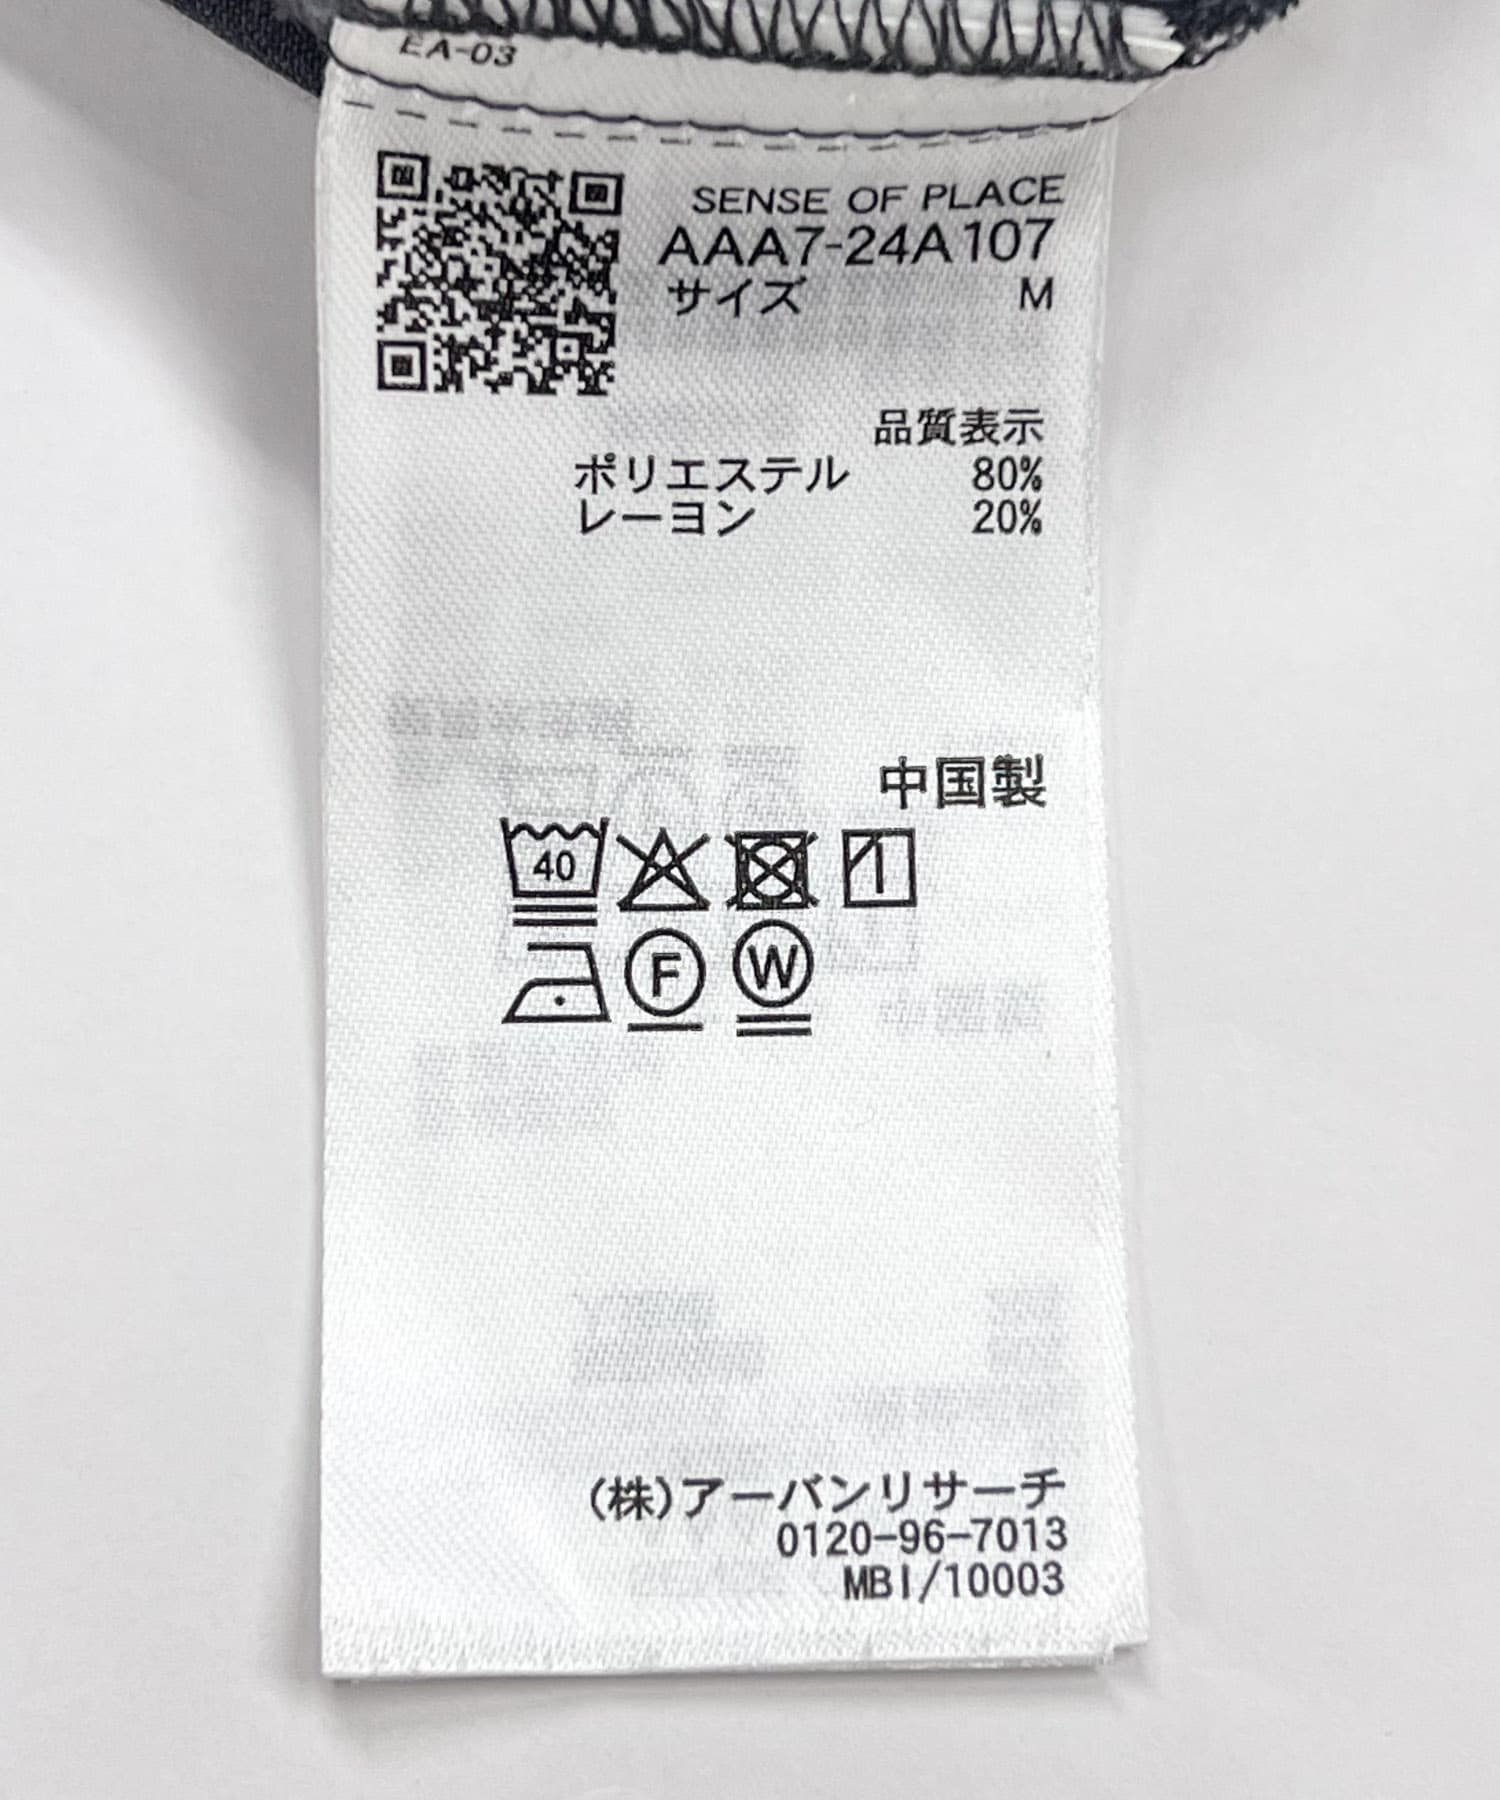 EA-03
SENSE OF PLACE
AAA7-24A107
サイズ M
品質表示
ポリエステル 80%
レーヨン 20%
中国製
40
F W
(株)アーバンリサーチ
0120-96-7013
MBI/10003